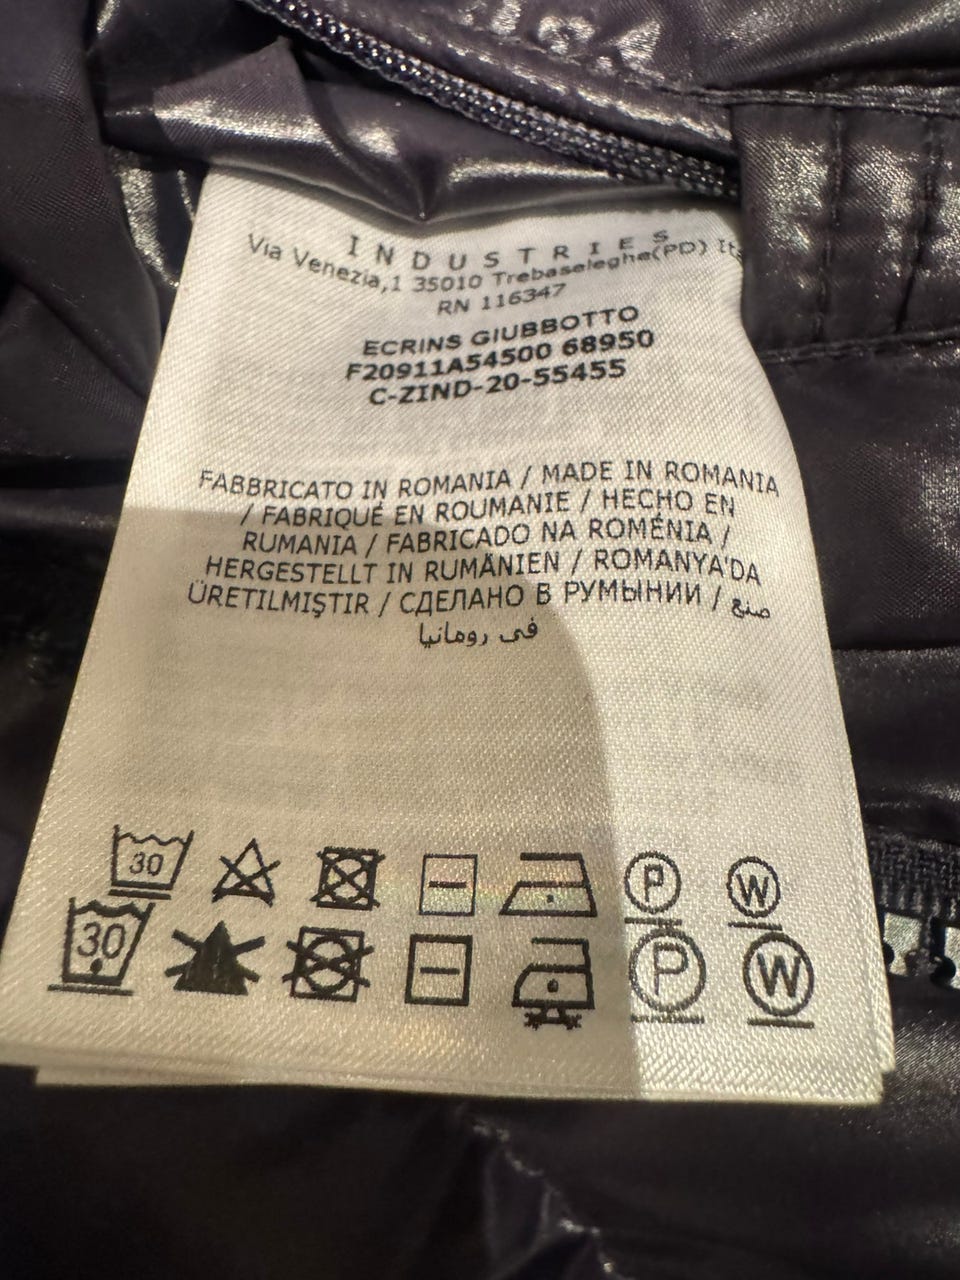 INDUSTRIES
Via Venezia,1 35010 Trebaseleghe(PD)
RN 116347
ECRINS GIUBBOTTO
F20911A54500 68950
C-ZIND-20-55455
FABBRICATO IN ROMANIA / MADE IN ROMANIA
/ FABRIQUÉ EN ROUMANIE / HECHO EN
RUMANIA / FABRICADO NA ROMÉNIA /
HERGESTELLT IN RUMÄNIEN / ROMANYA'DA
ÜRETILMIŞTIR / СДЕЛАНО В РУМЫНИИ / صنع
فى رومانيا
30 P W
30 P W